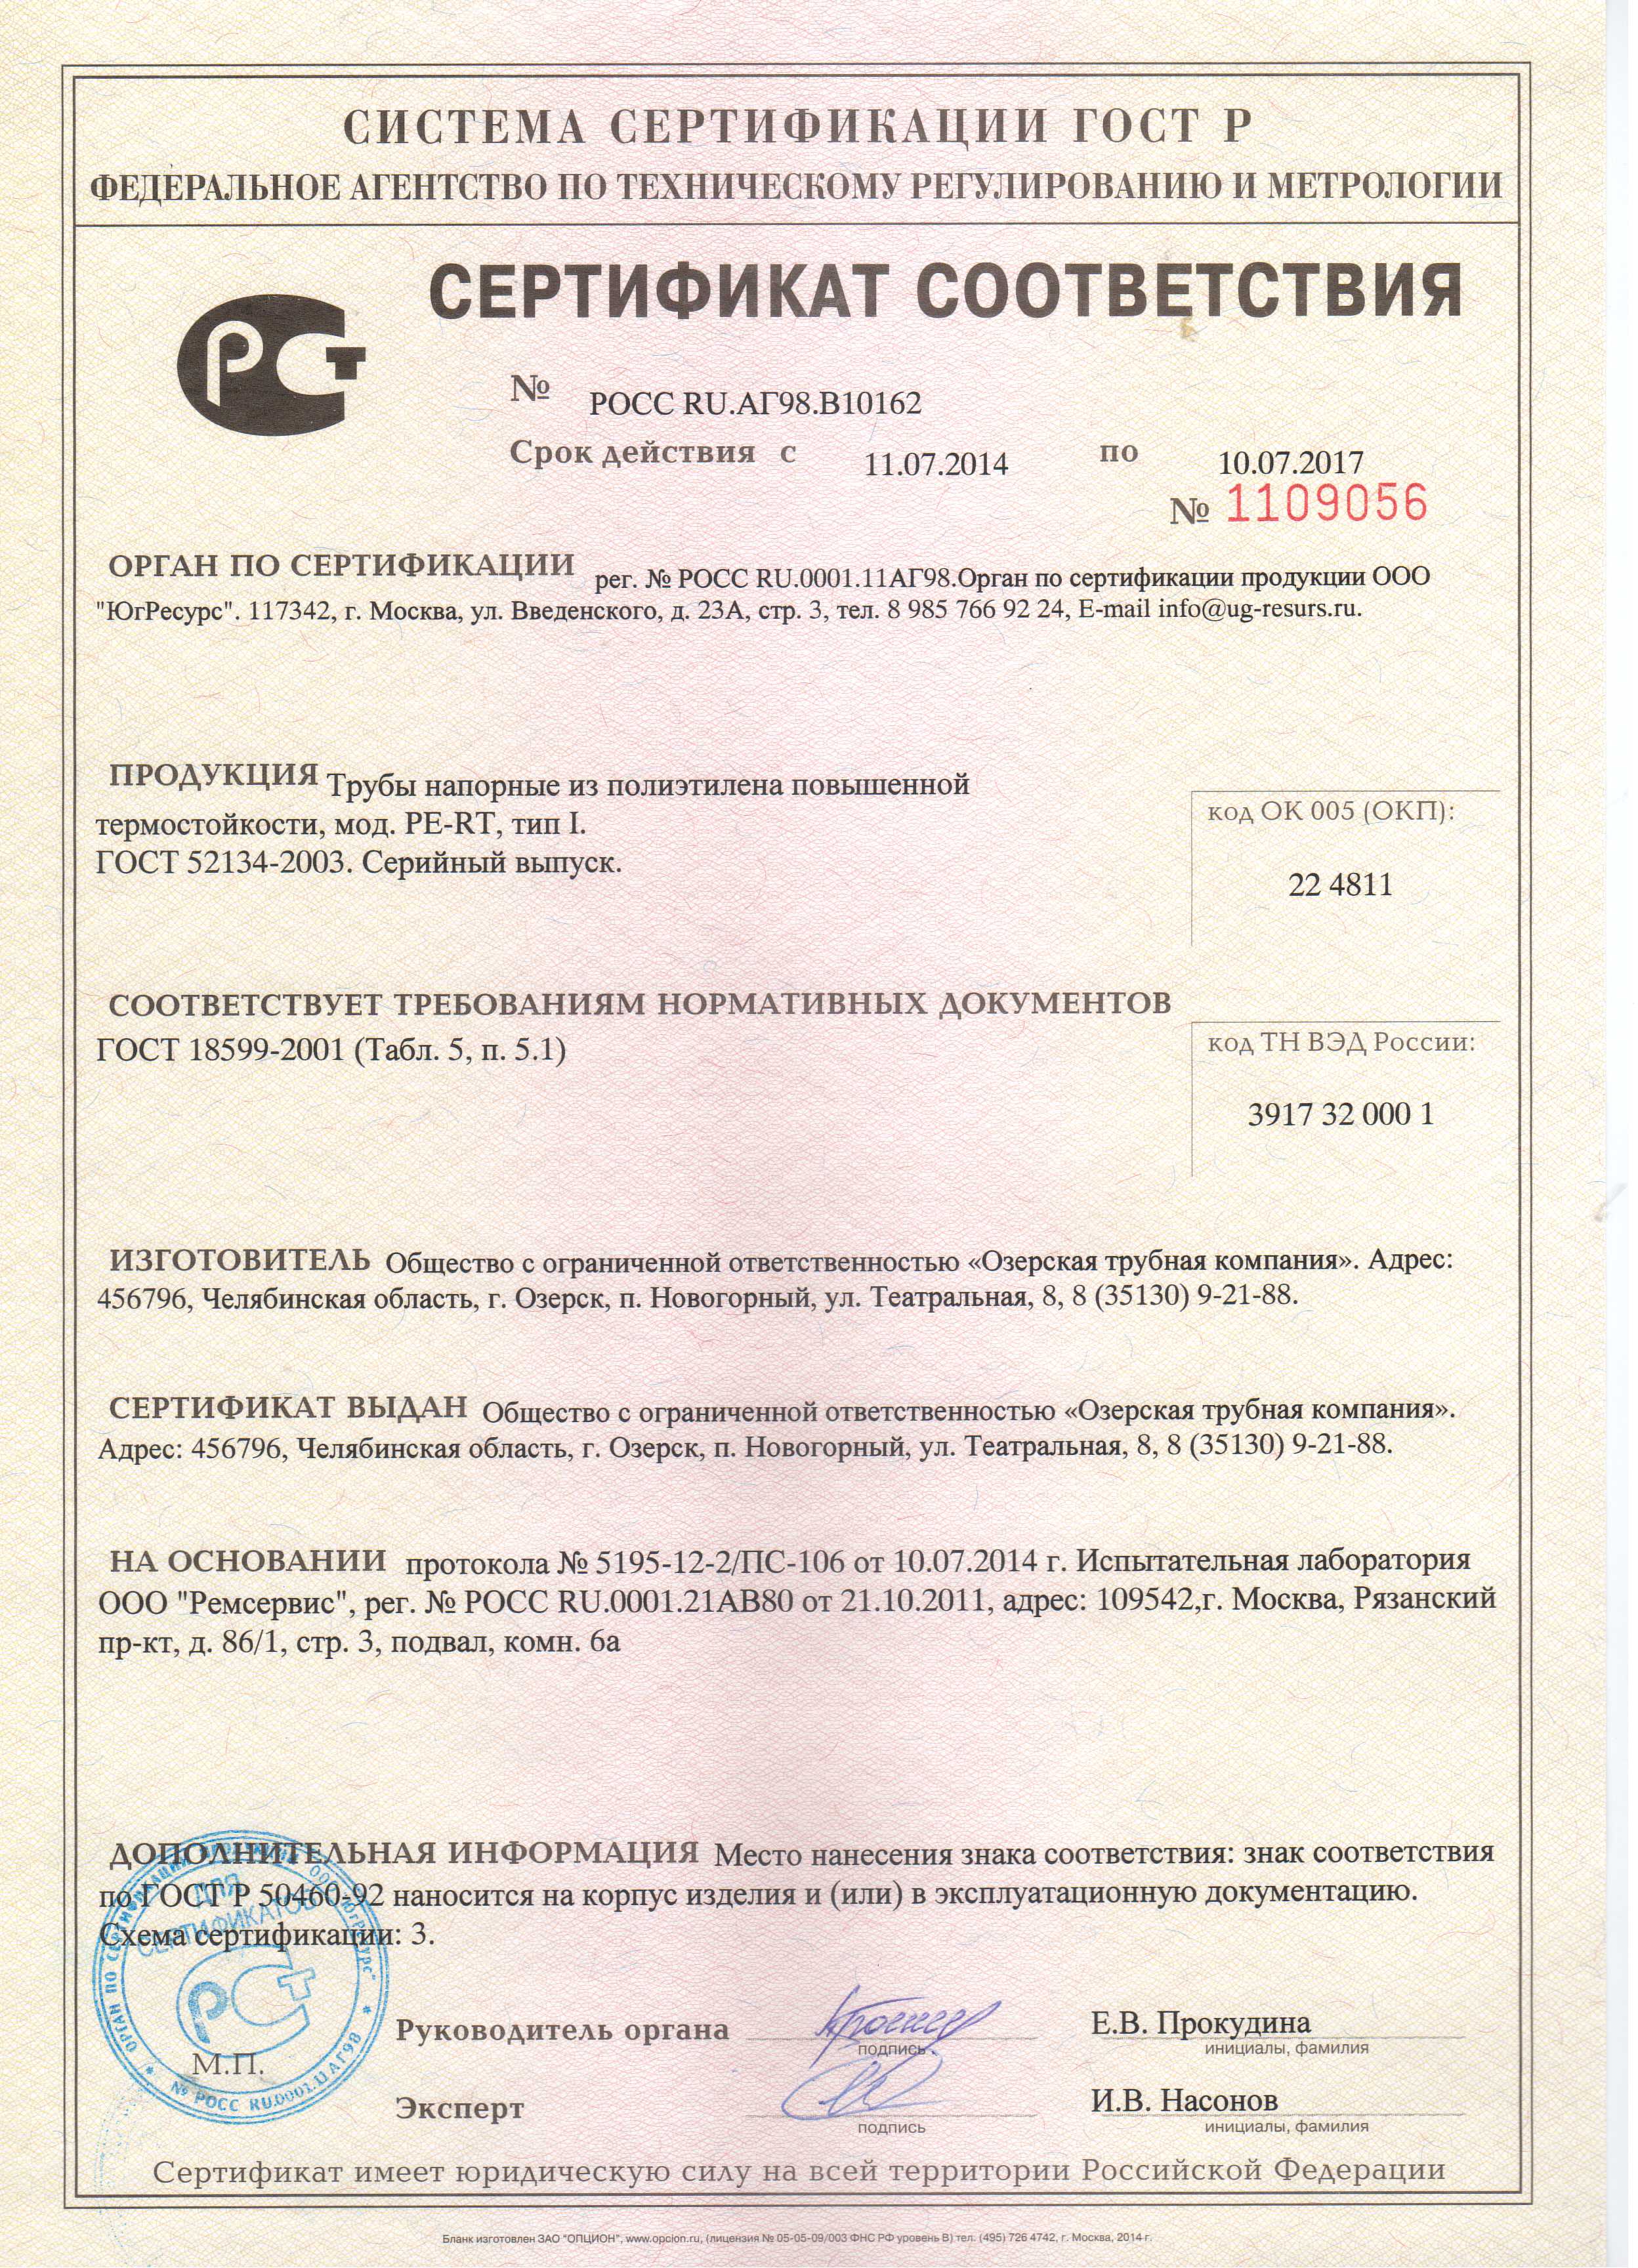 СИСТЕМА СЕРТИФИКАЦИИ ГОСТ Р
ФЕДЕРАЛЬНОЕ АГЕНТСТВО ПО ТЕХНИЧЕСКОМУ РЕГУЛИРОВАНИЮ И МЕТРОЛОГИИ
СЕРТИФИКАТ СООТВЕТСТВИЯ
№ РОСС RU.АГ98.В10162
Срок действия с 11.07.2014 по 10.07.2017
№ 1109056
ОРГАН ПО СЕРТИФИКАЦИИ рег. № РОСС RU.0001.11АГ98.Орган по сертификации продукции ООО
"ЮгРесурс". 117342, г. Москва, ул. Введенского, д. 23А, стр. 3, тел. 8 985 766 92 24, E-mail info@ug-resurs.ru.
ПРОДУКЦИЯ Трубы напорные из полиэтилена повышенной
термостойкости, мод. PE-RT, тип I.
ГОСТ 52134-2003. Серийный выпуск.
код ОК 005 (ОКП):
22 4811
СООТВЕТСТВУЕТ ТРЕБОВАНИЯМ НОРМАТИВНЫХ ДОКУМЕНТОВ
ГОСТ 18599-2001 (Табл. 5, п. 5.1)
код ТН ВЭД России:
3917 32 000 1
ИЗГОТОВИТЕЛЬ Общество с ограниченной ответственностью «Озерская трубная компания». Адрес:
456796, Челябинская область, г. Озерск, п. Новогорный, ул. Театральная, 8, 8 (35130) 9-21-88.
СЕРТИФИКАТ ВЫДАН Общество с ограниченной ответственностью «Озерская трубная компания».
Адрес: 456796, Челябинская область, г. Озерск, п. Новогорный, ул. Театральная, 8, 8 (35130) 9-21-88.
НА ОСНОВАНИИ протокола № 5195-12-2/ПС-106 от 10.07.2014 г. Испытательная лаборатория
ООО "Ремсервис", рег. № РОСС RU.0001.21АВ80 от 21.10.2011, адрес: 109542,г. Москва, Рязанский
пр-кт, д. 86/1, стр. 3, подвал, комн. 6а
ДОПОЛНИТЕЛЬНАЯ ИНФОРМАЦИЯ Место нанесения знака соответствия: знак соответствия
по ГОСТ Р 50460-92 наносится на корпус изделия и (или) в эксплуатационную документацию.
Схема сертификации: 3.
ДЛЯ
СЕРТИФИКАТОВ
ОРГАН ПО СЕРТИФИКАЦИИ ПРОДУКЦИИ ООО "ЮГРЕСУРС"
№ РОСС RU.0001.11АГ98
М.П.
Руководитель органа
подпись
Е.В. Прокудина
инициалы, фамилия
Эксперт
подпись
И.В. Насонов
инициалы, фамилия
Сертификат имеет юридическую силу на всей территории Российской Федерации
Бланк изготовлен ЗАО "ОПЦИОН", www.opcion.ru, (лицензия № 05-05-09/003 ФНС РФ уровень В) тел. (495) 726 4742, г. Москва, 2014 г.